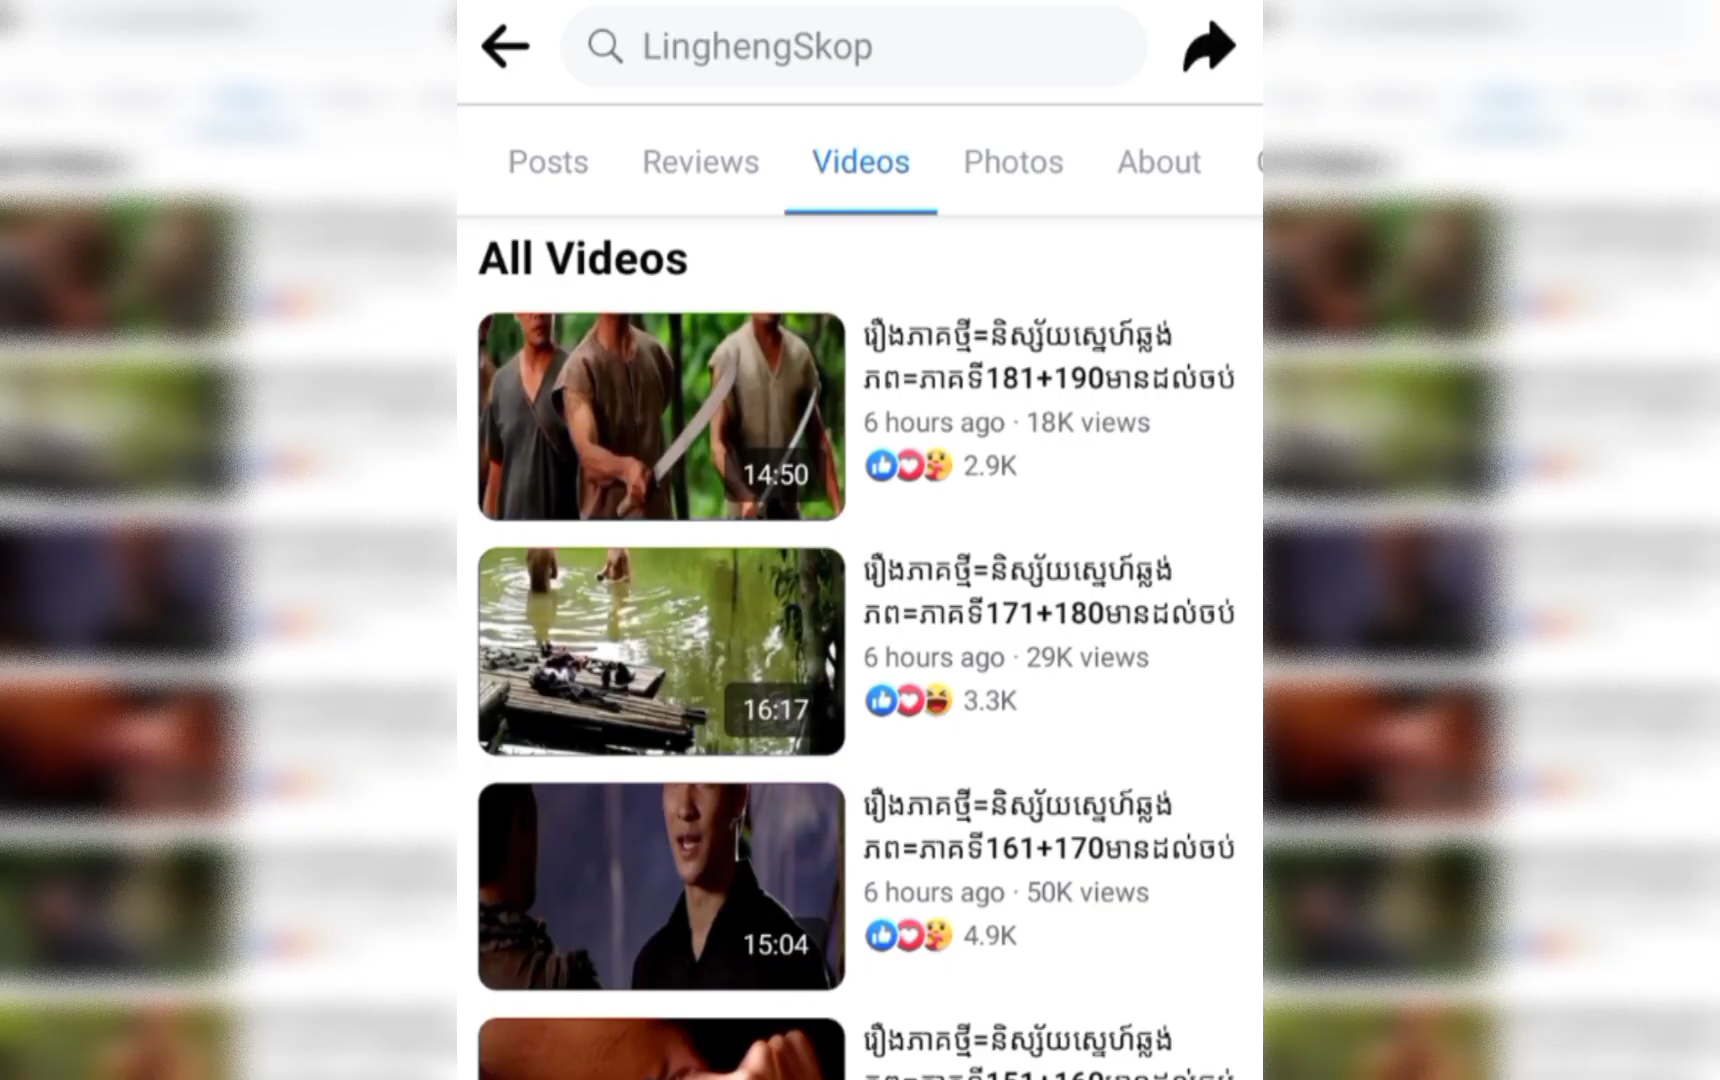 LinghengSkop
Posts Reviews Videos Photos About
All Videos
រឿងភាគថ្មី=និស្ស័យស្នេហ៍ឆ្លង់
ភព=ភាគទី181+190មានដល់ចប់
6 hours ago · 18K views
2.9K
14:50
រឿងភាគថ្មី=និស្ស័យស្នេហ៍ឆ្លង់
ភព=ភាគទី171+180មានដល់ចប់
6 hours ago · 29K views
3.3K
16:17
រឿងភាគថ្មី=និស្ស័យស្នេហ៍ឆ្លង់
ភព=ភាគទី161+170មានដល់ចប់
6 hours ago · 50K views
4.9K
15:04
រឿងភាគថ្មី=និស្ស័យស្នេហ៍ឆ្លង់